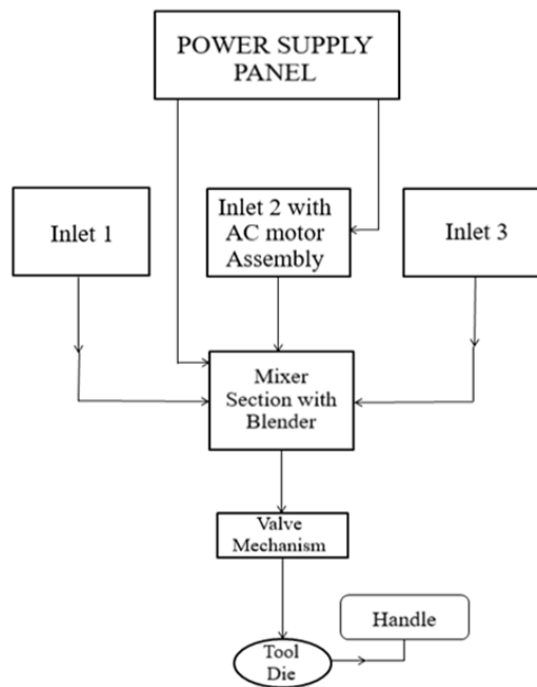 POWER SUPPLY
PANEL
Inlet 1
Inlet 2 with
AC motor
Assembly
Inlet 3
Mixer
Section with
Blender
Valve
Mechanism
Handle
Tool
Die